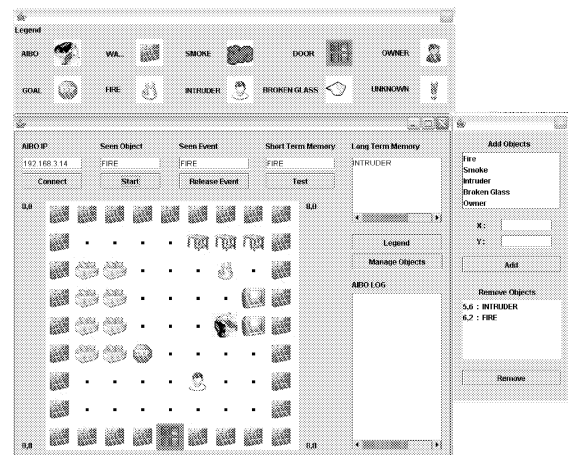 Legend
AIBO
WA...
SMOKE
DOOR
OWNER
GOAL
FIRE
INTRUDER
BROKEN GLASS
UNKNOWN
AIBO IP
Seen Object
Seen Event
Short Term Memory
Lang Term Memory
192.168.3.14
FIRE
FIRE
FIRE
INTRUDER
Connect
Start
Release Event
Test
0,0
0,0
Legend
Manage Objects
AIBO LOG
0,0
0,0
Add Objects
Fire
Smoke
Intruder
Broken Glass
Owner
X:
Y:
Add
Remove Objects
5,6 : INTRUDER
6,2 : FIRE
Remove